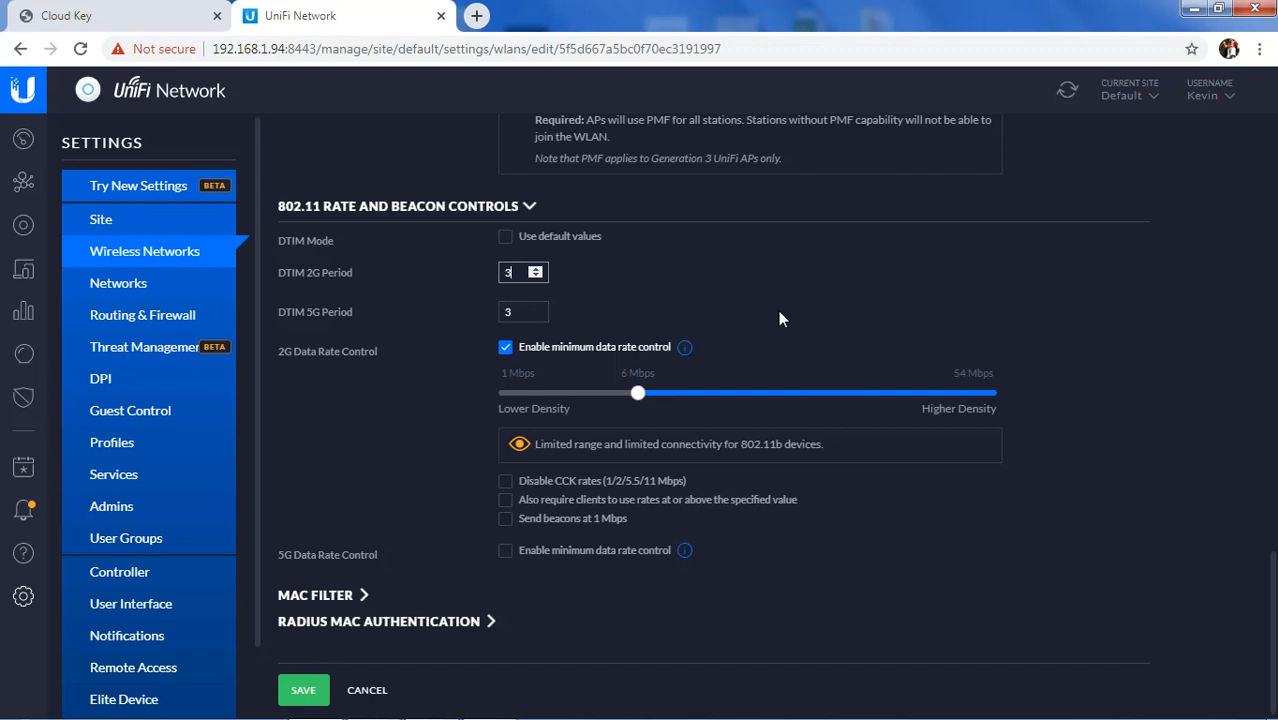 Cloud Key
UniFi Network
Not secure
192.168.1.94:8443/manage/site/default/settings/wlans/edit/5f5d667a5bc0f70ec3191997
UniFi Network
CURRENT SITE
Default
USERNAME
Kevin
SETTINGS
Try New Settings BETA
Site
Wireless Networks
Networks
Routing & Firewall
Threat Managemen BETA
DPI
Guest Control
Profiles
Services
Admins
User Groups
Controller
User Interface
Notifications
Remote Access
Elite Device
Required: APs will use PMF for all stations. Stations without PMF capability will not be able to
join the WLAN.
Note that PMF applies to Generation 3 UniFi APs only.
802.11 RATE AND BEACON CONTROLS
DTIM Mode
Use default values
DTIM 2G Period
3
DTIM 5G Period
3
2G Data Rate Control
Enable minimum data rate control
1 Mbps 6 Mbps 54 Mbps
Lower Density Higher Density
Limited range and limited connectivity for 802.11b devices.
Disable CCK rates (1/2/5.5/11 Mbps)
Also require clients to use rates at or above the specified value
Send beacons at 1 Mbps
5G Data Rate Control
Enable minimum data rate control
MAC FILTER
RADIUS MAC AUTHENTICATION
SAVE
CANCEL